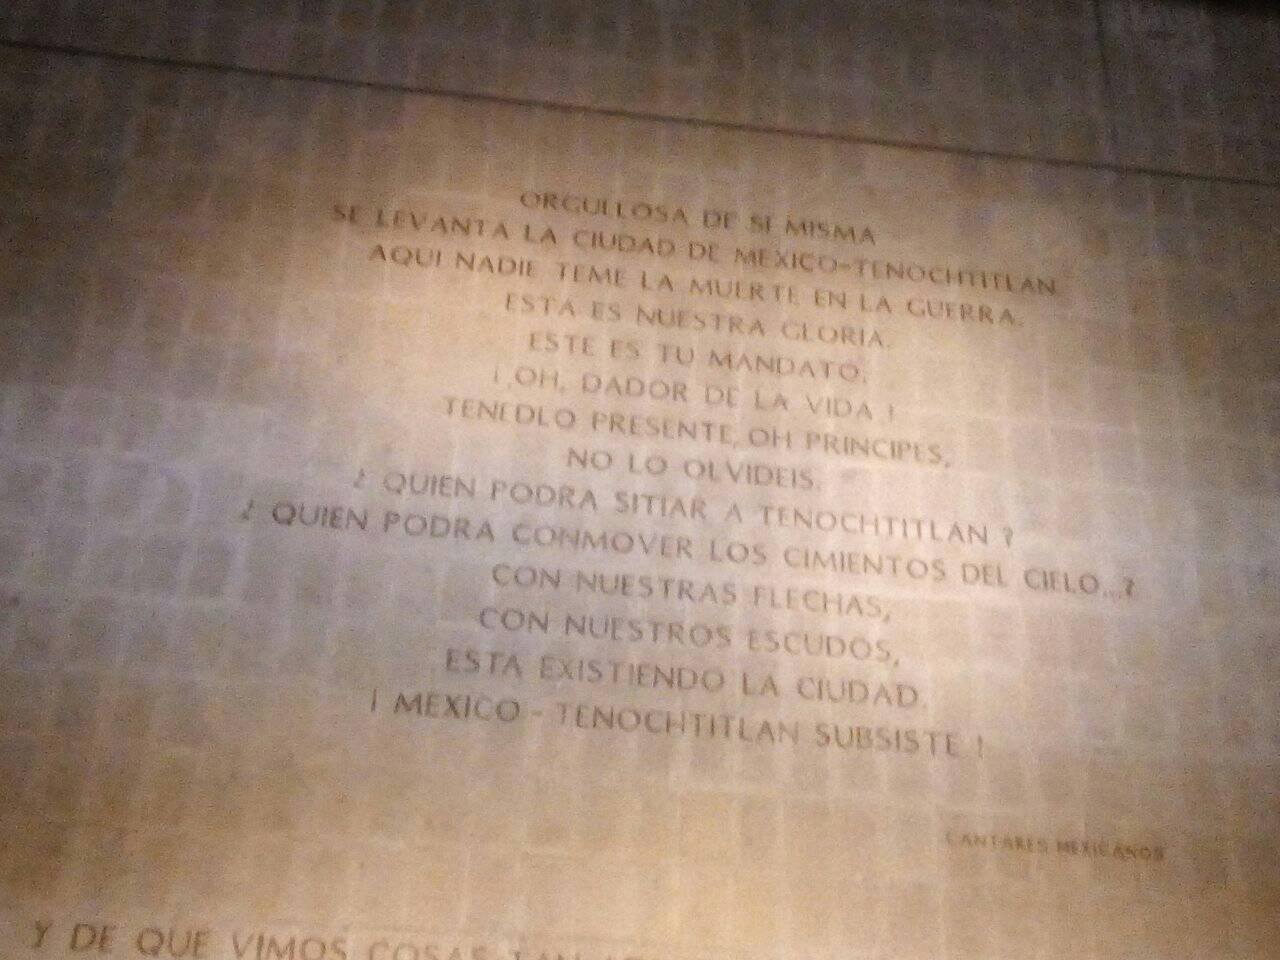 ORGULLOSA DE SI MISMA
SE LEVANTA LA CIUDAD DE MEXICO-TENOCHTITLAN
AQUI NADIE TEME LA MUERTE EN LA GUERRA.
ESTA ES NUESTRA GLORIA.
ESTE ES TU MANDATO.
¡ OH, DADOR DE LA VIDA !
TENEDLO PRESENTE, OH PRINCIPES,
NO LO OLVIDEIS.
¿ QUIEN PODRA SITIAR A TENOCHTITLAN ?
¿ QUIEN PODRA CONMOVER LOS CIMIENTOS DEL CIELO...?
CON NUESTRAS FLECHAS,
CON NUESTROS ESCUDOS,
ESTA EXISTIENDO LA CIUDAD.
¡ MEXICO - TENOCHTITLAN SUBSISTE !
CANTARES MEXICANOS
Y DE QUE VIMOS COSAS